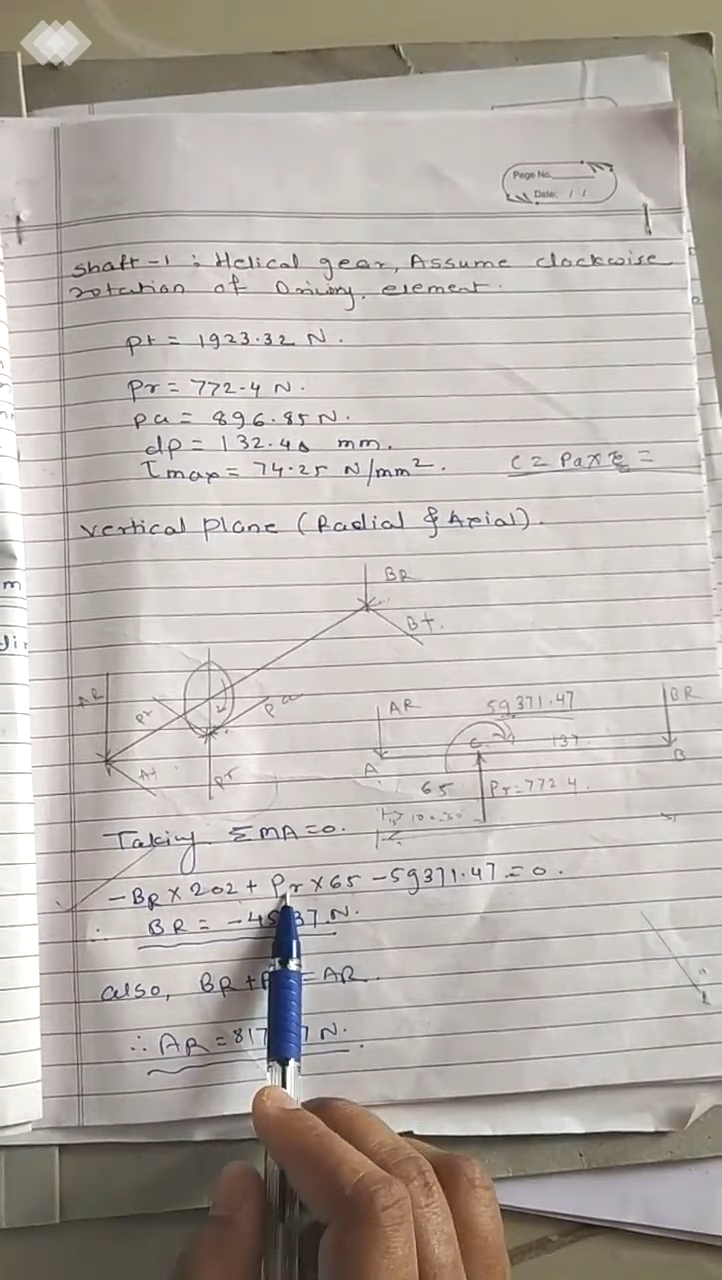 Page No.
Date: / /
Shaft-1 : Helical gear, Assume clockwise
rotation of element.
Pt = 1923.32 N.
Pr = 772.4 N.
Pa = 896.85 N.
dp = 132.40 mm.
τmax = 74.25 N/mm². C = Pa x =
Vertical plane (Radial & Axial).
BR
Bt.
AR
Pr
Pa
At
Pr
AR
59371.47
BR
C
137.
A
B
65
Pr=772.4.
Taking ΣMA=0.
-BR x 202 + Pr x 65 - 59371.47 = 0.
∴ BR = 37 N.
also, BR + = AR.
∴ AR = 817 7 N.